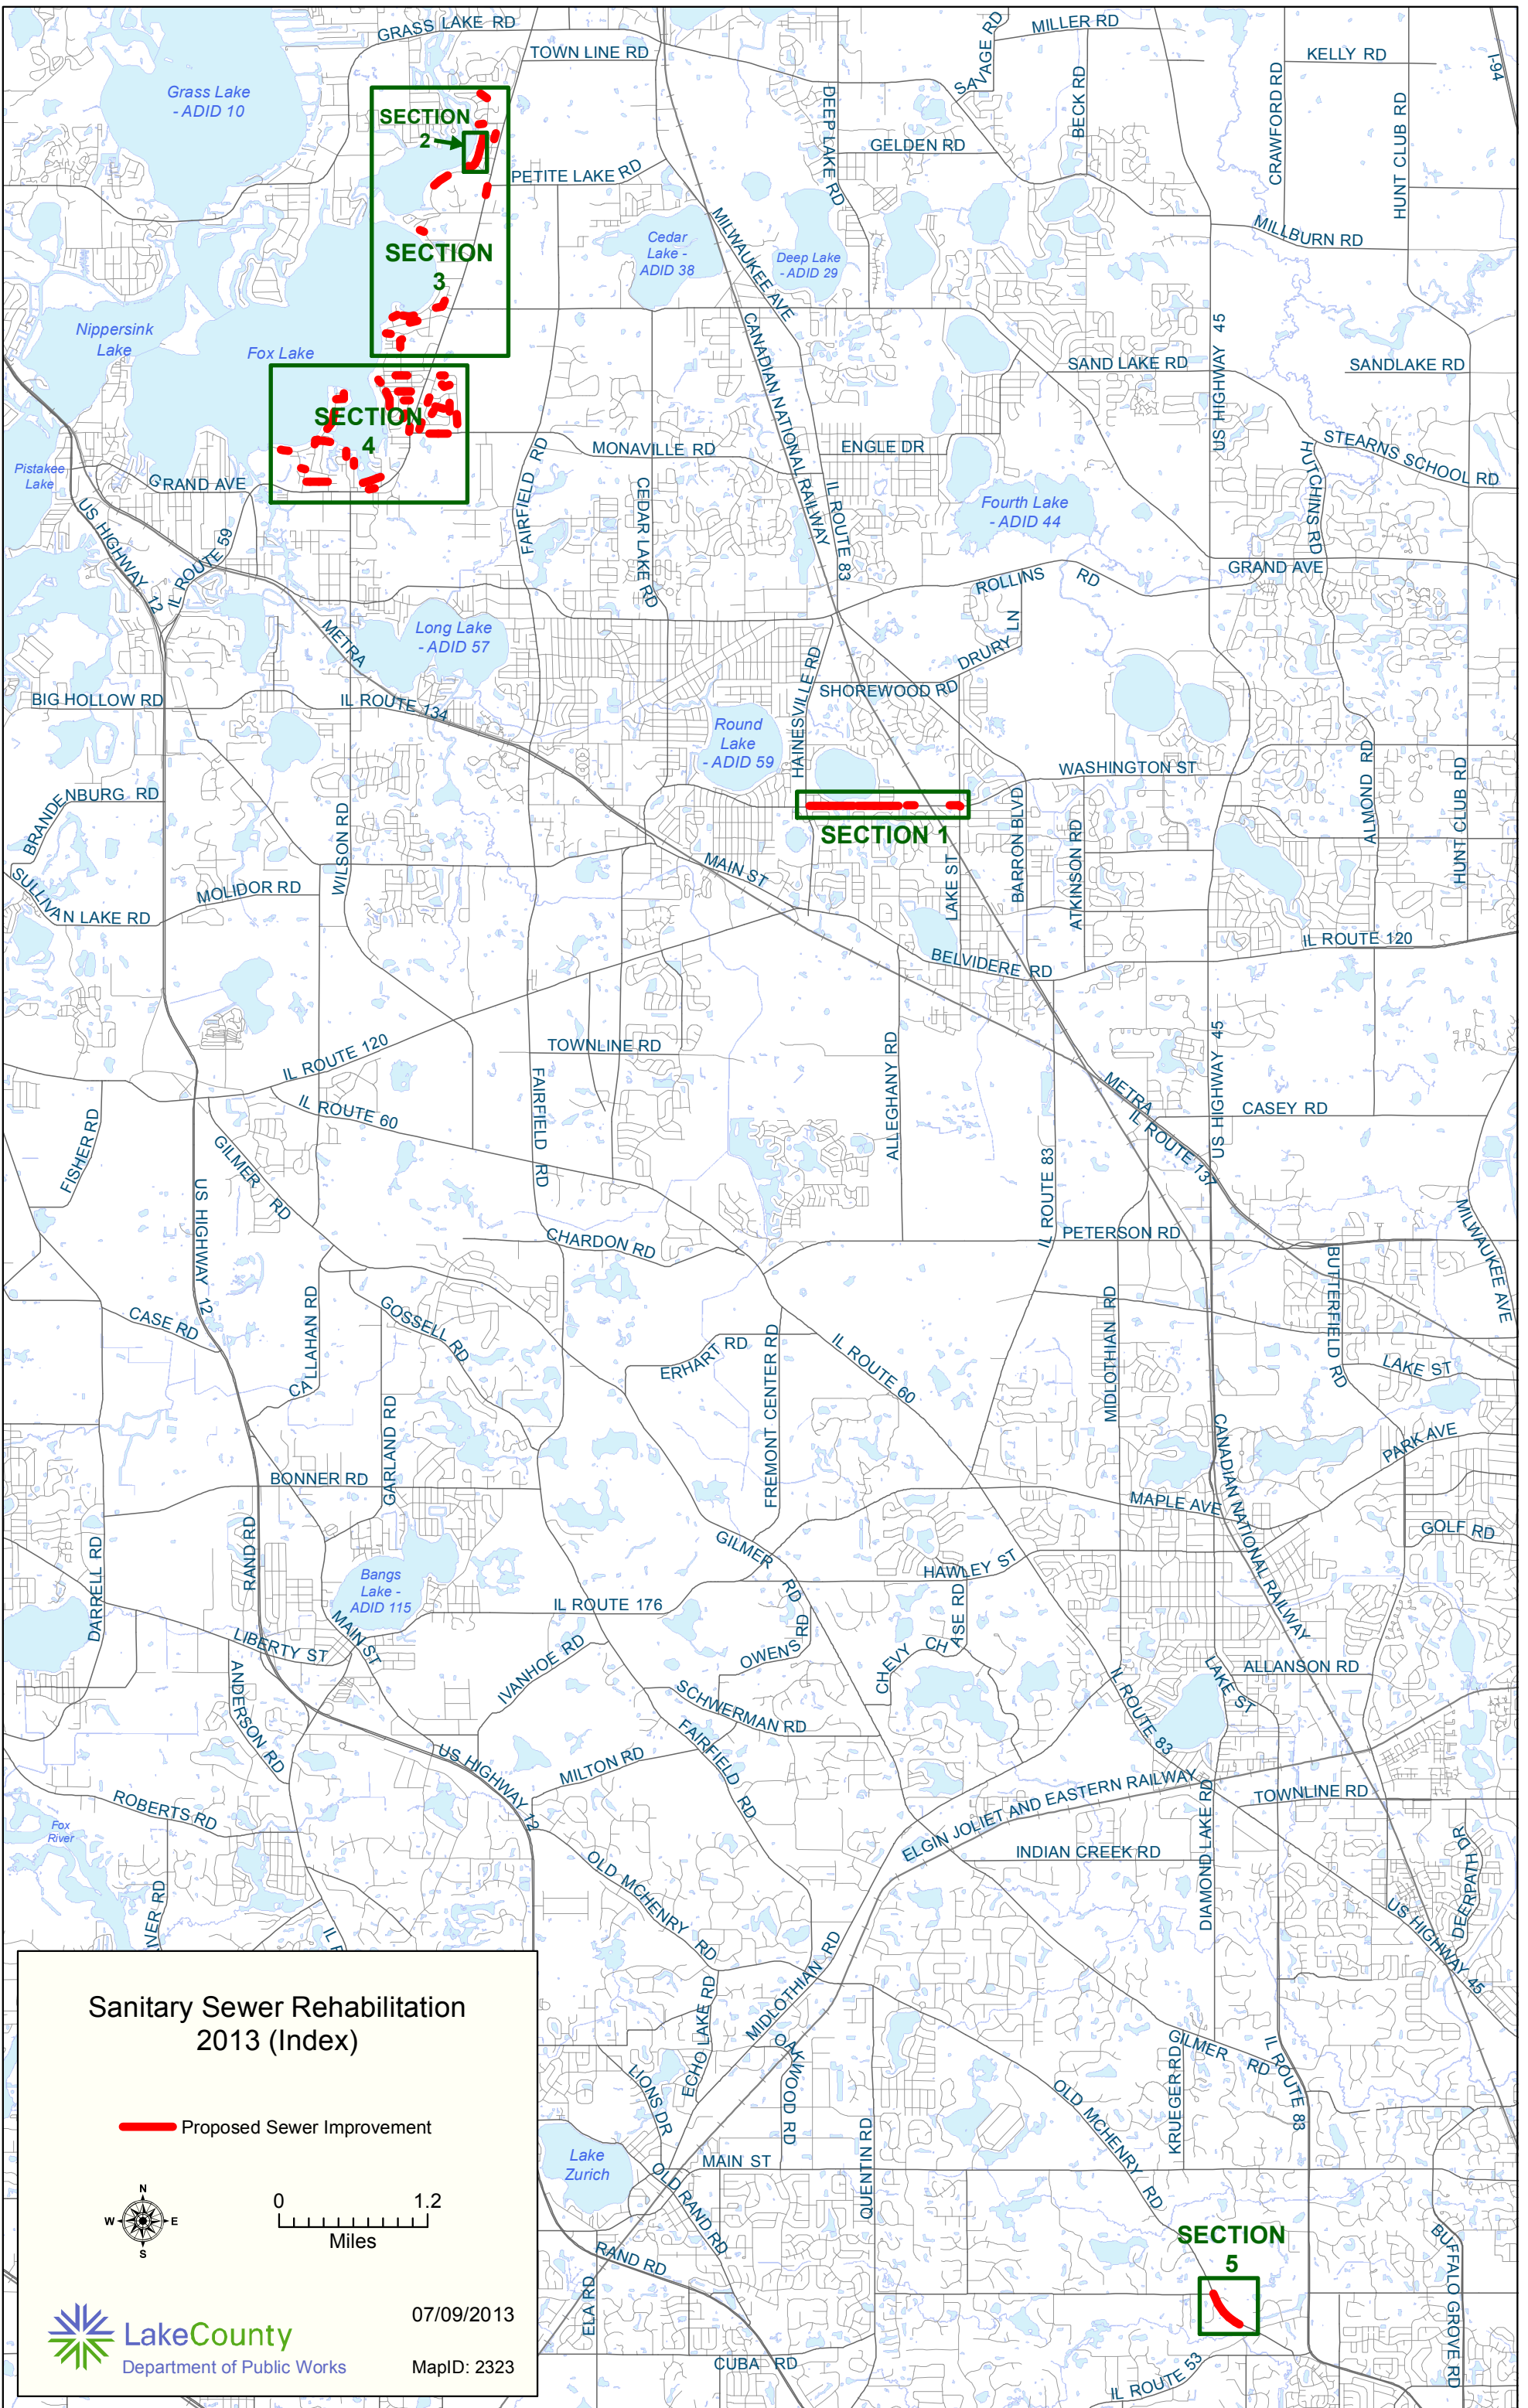 GRASS LAKE RD
TOWN LINE RD
MILLER RD
SAVAGE RD
KELLY RD
I-94
Grass Lake
- ADID 10
DEEP LAKE RD
BECK RD
CRAWFORD RD
HUNT CLUB RD
SECTION
2
GELDEN RD
PETITE LAKE RD
MILWAUKEE AVE
Cedar
Lake -
ADID 38
Deep Lake
- ADID 29
MILLBURN RD
SECTION
3
Nippersink
Lake
Fox Lake
CANADIAN NATIONAL RAILWAY
SAND LAKE RD
US HIGHWAY 45
SANDLAKE RD
SECTION
4
MONAVILLE RD
ENGLE DR
STEARNS SCHOOL RD
HUTCHINS RD
Pistakee
Lake
GRAND AVE
FAIRFIELD RD
CEDAR LAKE RD
IL ROUTE 83
Fourth Lake
- ADID 44
US HIGHWAY 12
IL ROUTE 59
GRAND AVE
ROLLINS RD
METRA
Long Lake
- ADID 57
DRURY LN
HAINESVILLE RD
SHOREWOOD RD
BIG HOLLOW RD
IL ROUTE 134
Round
Lake
- ADID 59
WASHINGTON ST
ALMOND RD
HUNT CLUB RD
BRANDENBURG RD
WILSON RD
SECTION 1
BARRON BLVD
ATKINSON RD
MAIN ST
LAKE ST
SULLIVAN LAKE RD
MOLIDOR RD
IL ROUTE 120
BELVIDERE RD
IL ROUTE 120
TOWNLINE RD
US HIGHWAY 45
ALLEGHANY RD
FISHER RD
IL ROUTE 60
FAIRFIELD RD
METRA
CASEY RD
IL ROUTE 137
GILMER RD
US HIGHWAY 12
IL ROUTE 83
CHARDON RD
PETERSON RD
MILWAUKEE AVE
BUTTERFIELD RD
CASE RD
CALLAHAN RD
GOSSELL RD
ERHART RD
FREMONT CENTER RD
IL ROUTE 60
MIDLOTHIAN RD
LAKE ST
GARLAND RD
CANADIAN NATIONAL RAILWAY
PARK AVE
BONNER RD
MAPLE AVE
GOLF RD
RAND RD
DARRELL RD
GILMER RD
HAWLEY ST
Bangs
Lake -
ADID 115
IL ROUTE 176
MAIN ST
LIBERTY ST
OWENS RD
CHEVY CHASE RD
IVANHOE RD
ALLANSON RD
LAKE ST
ANDERSON RD
SCHWERMAN RD
FAIRFIELD RD
IL ROUTE 83
US HIGHWAY 12
MILTON RD
ELGIN JOLIET AND EASTERN RAILWAY
TOWNLINE RD
ROBERTS RD
Fox
River
DIAMOND LAKE RD
INDIAN CREEK RD
DEERPATH DR
OLD MCHENRY RD
US HIGHWAY 45
IVER RD
IL R
MIDLOTHIAN RD
ECHO LAKE RD
OAKWOOD RD
GILMER RD
KRUEGER RD
IL ROUTE 83
LIONS DR
OLD MCHENRY RD
QUENTIN RD
Lake
Zurich
MAIN ST
OLD RAND RD
RAND RD
ELA RD
SECTION
5
BUFFALO GROVE RD
CUBA RD
IL ROUTE 53
Sanitary Sewer Rehabilitation
2013 (Index)
Proposed Sewer Improvement
N
W E
S
0 1.2
Miles
07/09/2013
LakeCounty
Department of Public Works
MapID: 2323